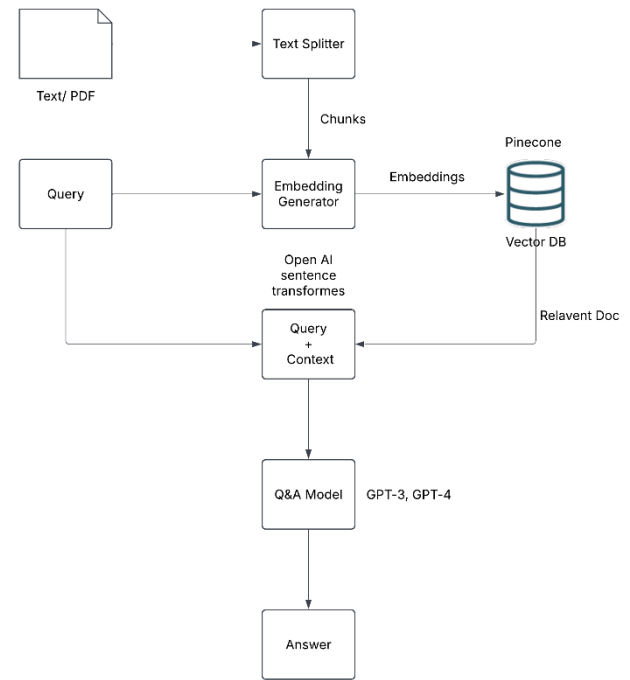 Text Splitter
Text/ PDF
Chunks
Pinecone
Query
Embedding
Generator
Embeddings
Vector DB
Open AI
sentence
transformes
Relavent Doc
Query
+
Context
Q&A Model
GPT-3, GPT-4
Answer